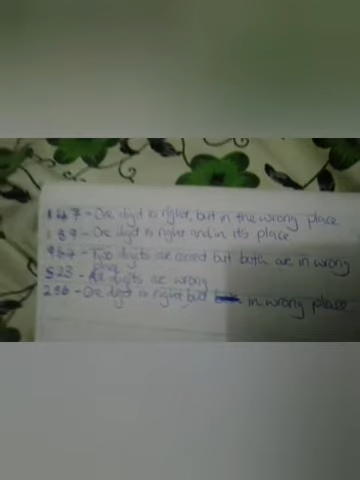 147 - One digit is right, but in the wrong place
189 - One digit is right and in its place
964 - Two digits are correct but both are in wrong place
523 - All digits are wrong
286 - One digit is right, but in wrong place